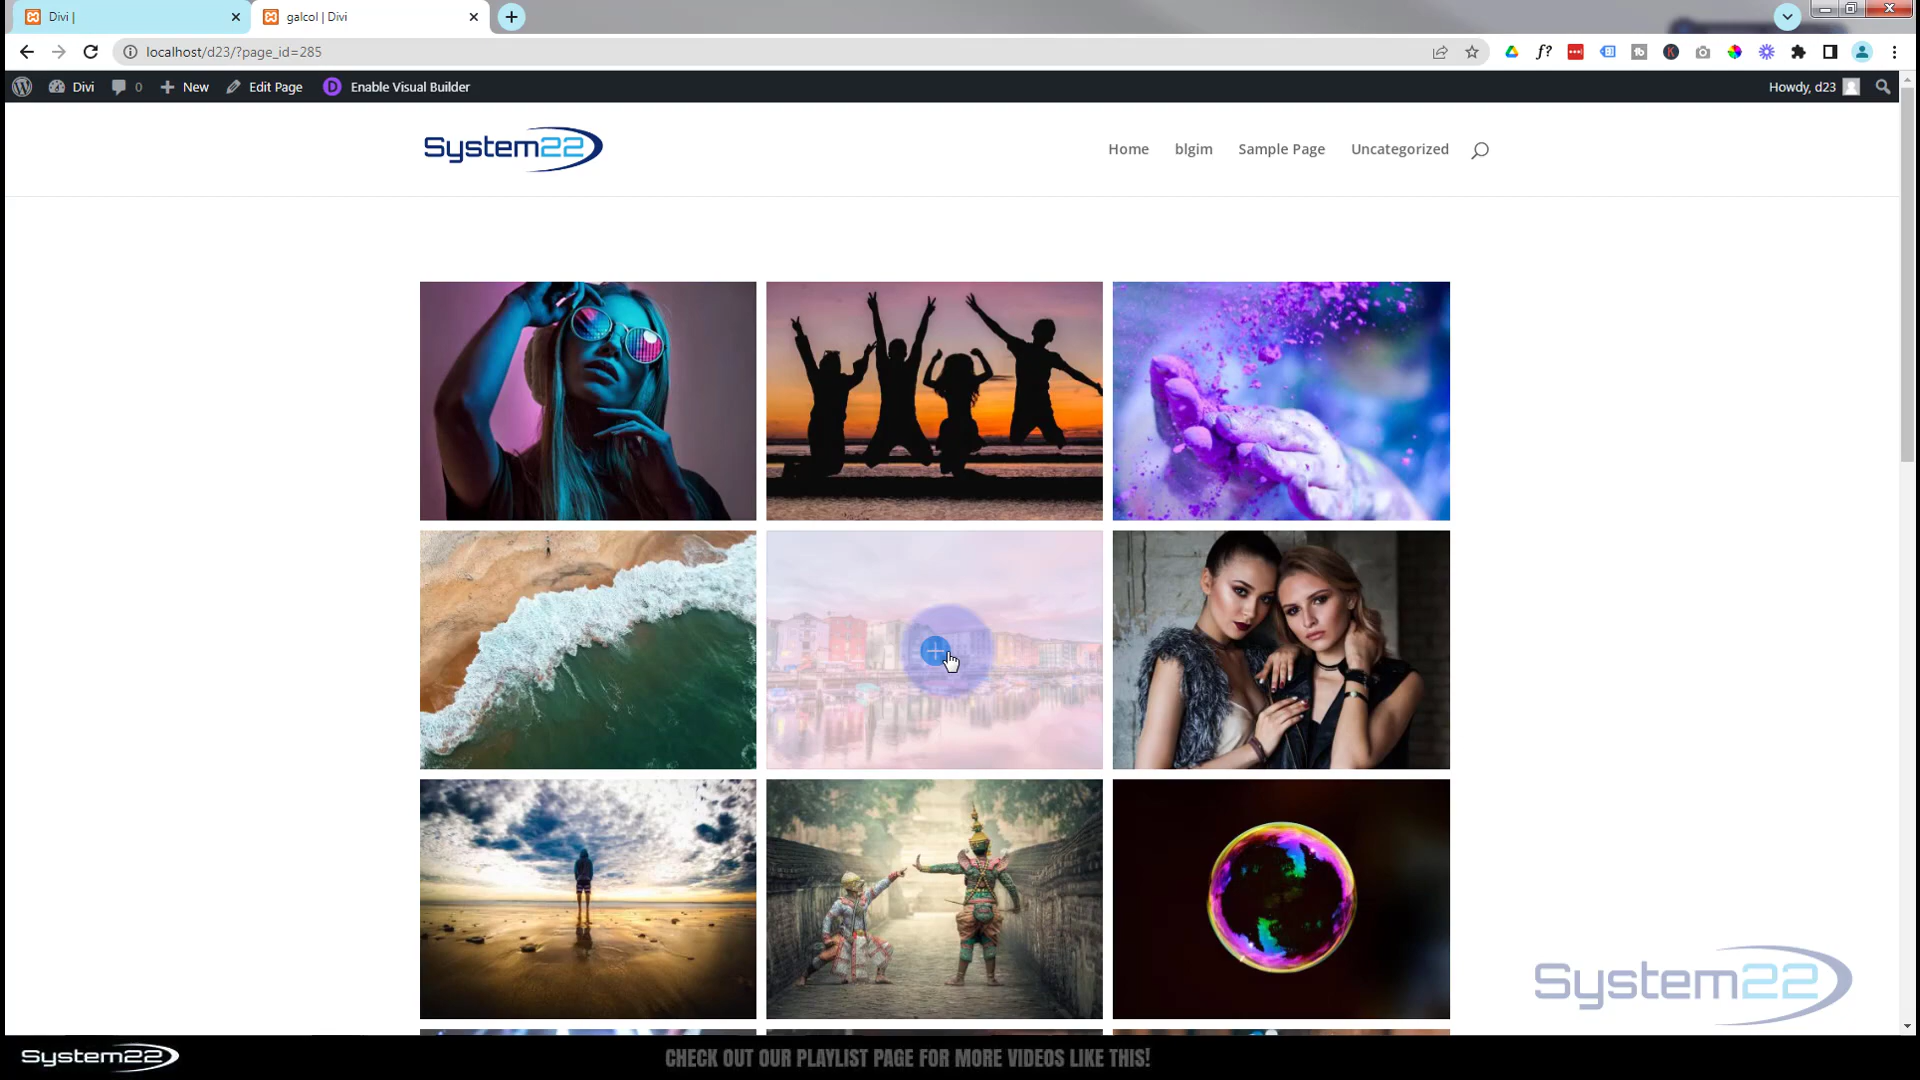 Divi |
galcol | Divi
localhost/d23/?page_id=285
Divi
0
New
Edit Page
Enable Visual Builder
Howdy, d23
System22
Home
blgim
Sample Page
Uncategorized
System22
System22
CHECK OUT OUR PLAYLIST PAGE FOR MORE VIDEOS LIKE THIS!